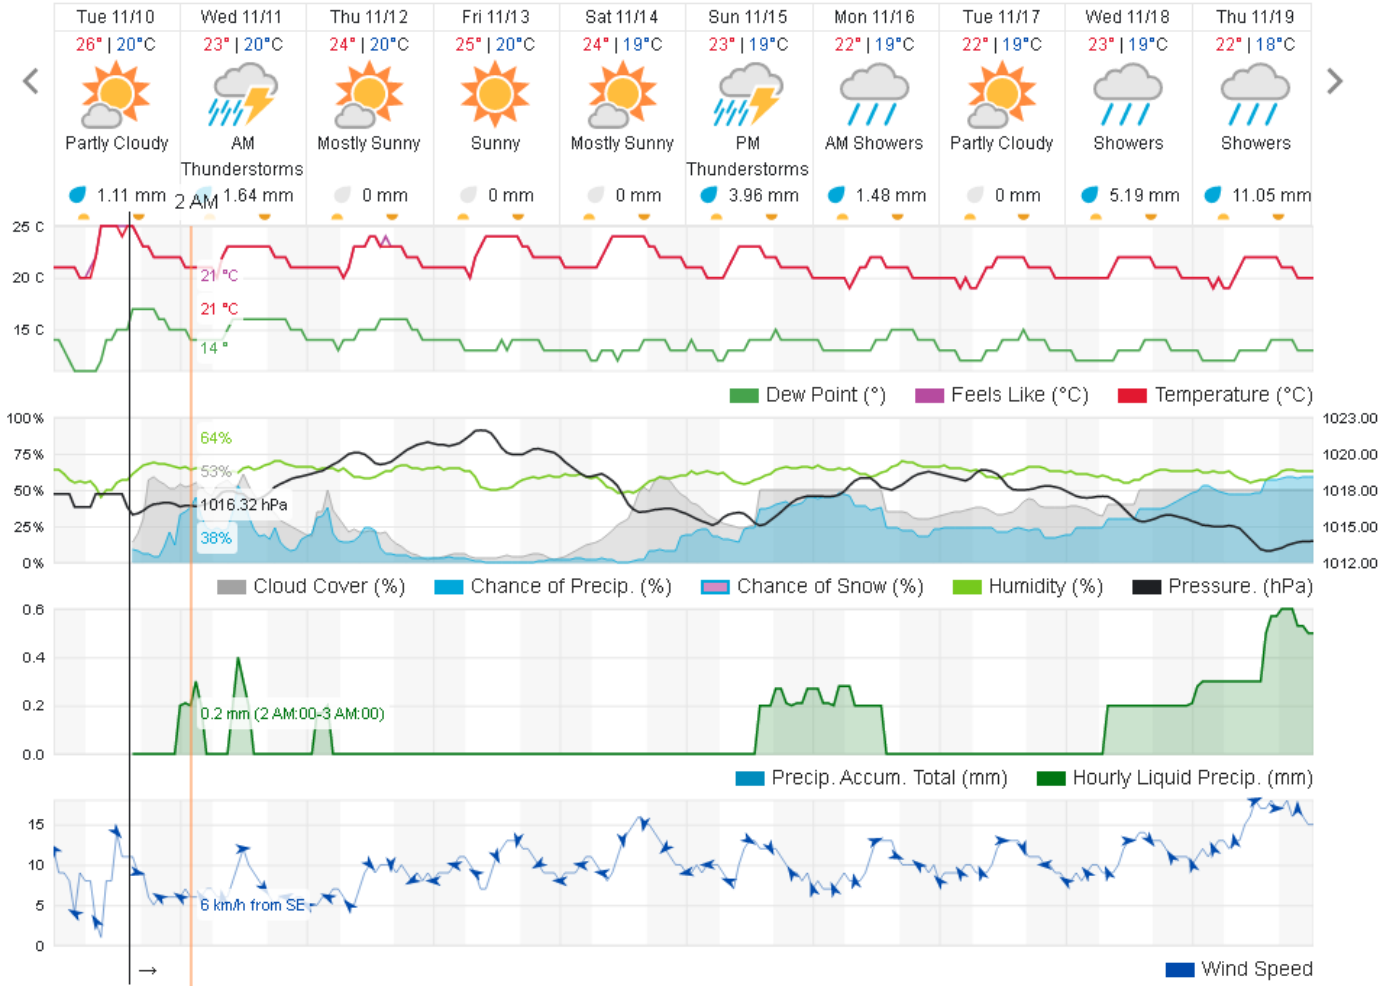 Tue 11/10 Wed 11/11 Thu 11/12 Fri 11/13 Sat 11/14 Sun 11/15 Mon 11/16 Tue 11/17 Wed 11/18 Thu 11/19
26° | 20°C 23° | 20°C 24° | 20°C 25° | 20°C 24° | 19°C 23° | 19°C 22° | 19°C 22° | 19°C 23° | 19°C 22° | 18°C
Partly Cloudy AM Mostly Sunny Sunny Mostly Sunny PM AM Showers Partly Cloudy Showers Showers
Thunderstorms Thunderstorms
1.11 mm 1.64 mm 0 mm 0 mm 0 mm 3.96 mm 1.48 mm 0 mm 5.19 mm 11.05 mm
2 AM
25 C
20 C
21 °C
21 °C
15 C
14 °
Dew Point (°) Feels Like (°C) Temperature (°C)
100% 1023.00
64%
75% 1020.00
53%
50% 1018.00
1016.32 hPa
25% 1015.00
38%
0% 1012.00
Cloud Cover (%) Chance of Precip. (%) Chance of Snow (%) Humidity (%) Pressure. (hPa)
0.6
0.4
0.2
0.2 mm (2 AM:00-3 AM:00)
0.0
Precip. Accum. Total (mm) Hourly Liquid Precip. (mm)
15
10
5
6 km/h from SE
0
Wind Speed